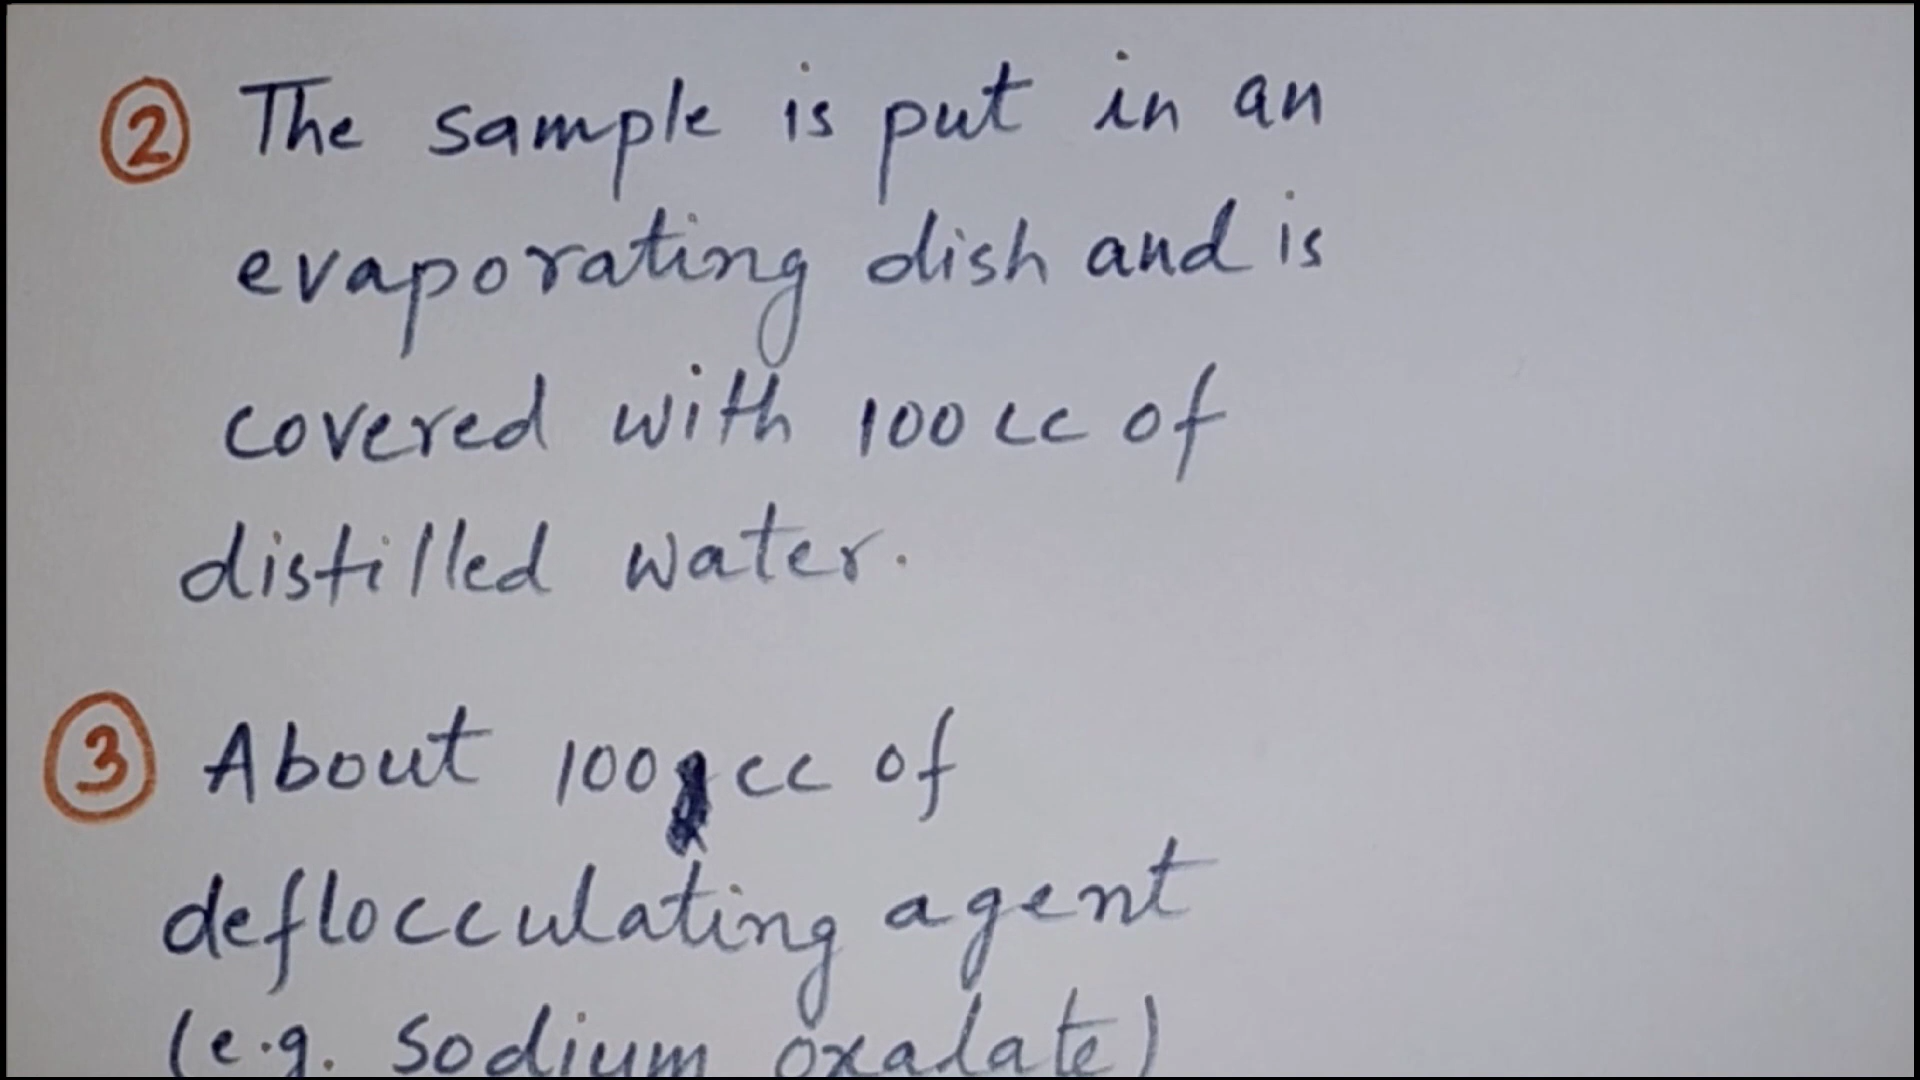 ② The sample is put in an
evaporating dish and is
covered with 100 cc of
distilled water.
③ About 100 cc of
deflocculating agent
(e.g. sodium oxalate)